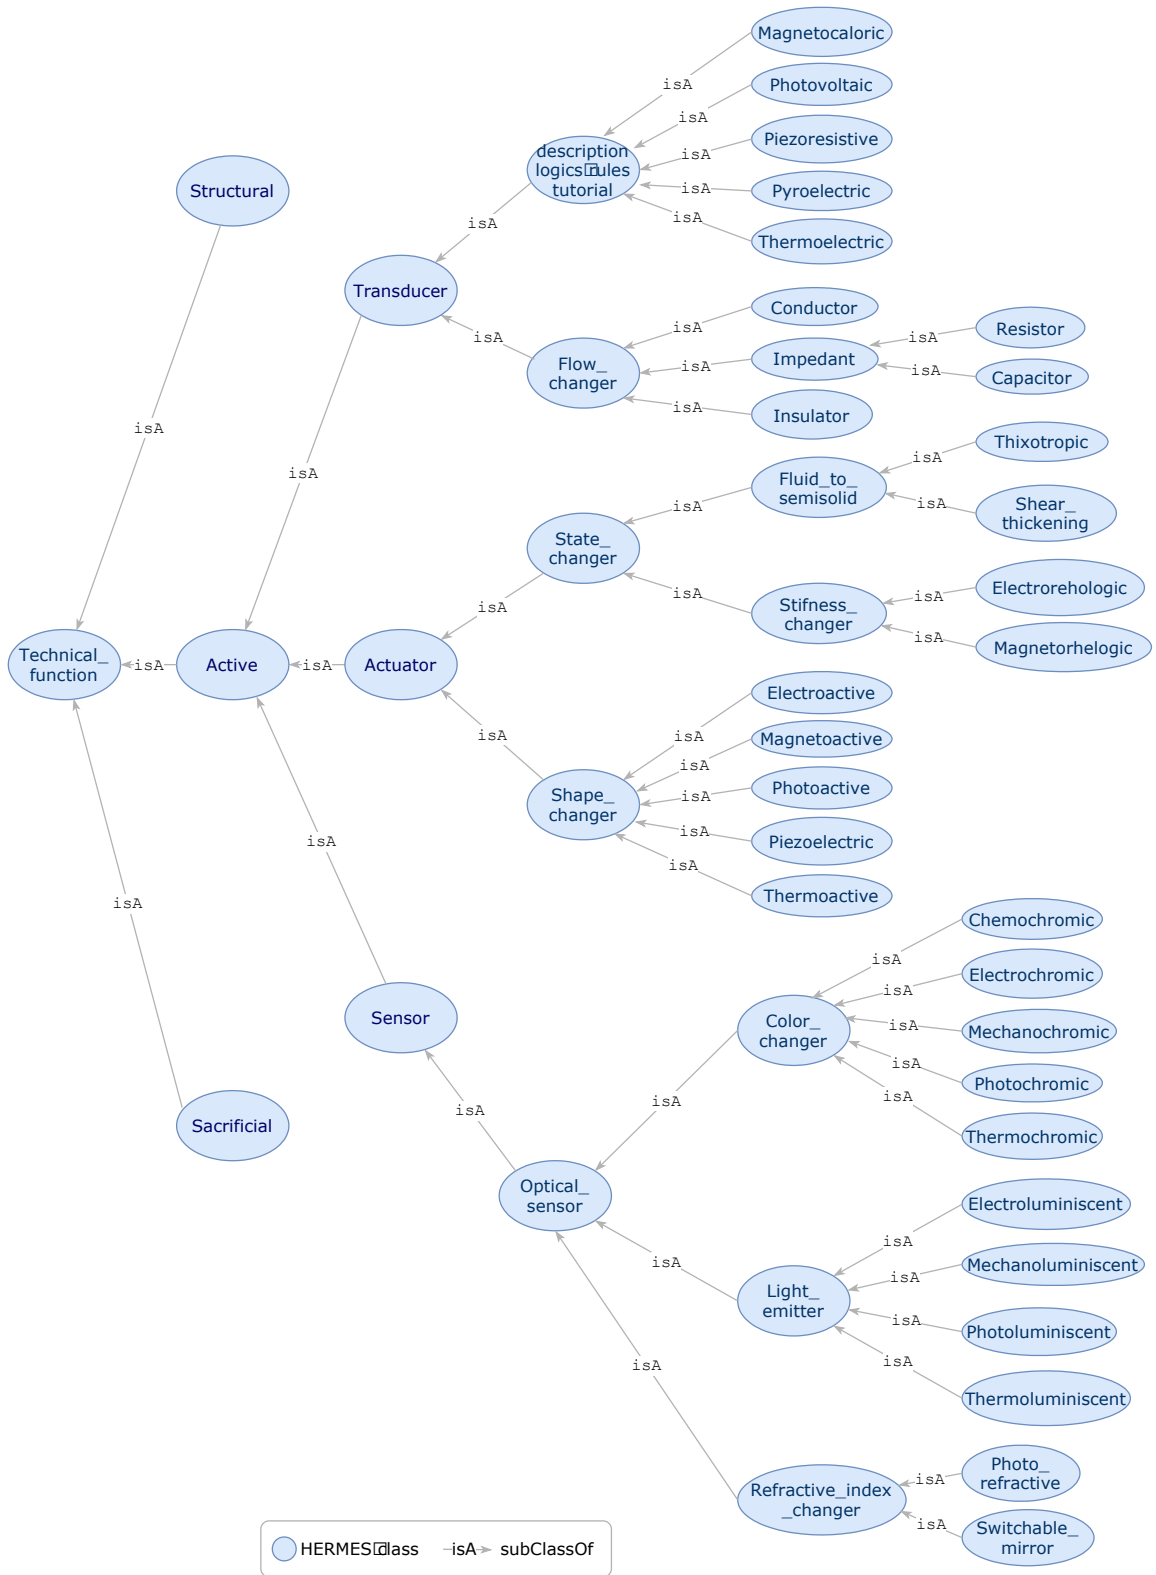 Magnetocaloric
isA
Photovoltaic
isA
description
logics rules
tutorial
isA
Piezoresistive
isA
Pyroelectric
isA
Thermoelectric
Structural
isA
Transducer
isA
Conductor
isA
Flow_
changer
isA
Impedant
isA
Resistor
isA
Capacitor
isA
Insulator
isA
isA
Fluid_to_
semisolid
isA
Thixotropic
isA
Shear_
thickening
isA
State_
changer
isA
Stifness_
changer
isA
Electrorehologic
isA
Magnetorhelogic
isA
Technical_
function
isA
Active
isA
Actuator
isA
Electroactive
isA
Magnetoactive
Shape_
changer
isA
Photoactive
isA
Piezoelectric
isA
Thermoactive
isA
isA
Sensor
Sacrificial
isA
Chemochromic
isA
Electrochromic
Color_
changer
isA
Mechanochromic
isA
Photochromic
isA
Thermochromic
isA
isA
Optical_
sensor
isA
Electroluminiscent
isA
Mechanoluminiscent
Light_
emitter
isA
Photoluminiscent
isA
Thermoluminiscent
isA
Refractive_index
_changer
isA
Photo_
refractive
isA
Switchable_
mirror
HERMES class
isA
subClassOf